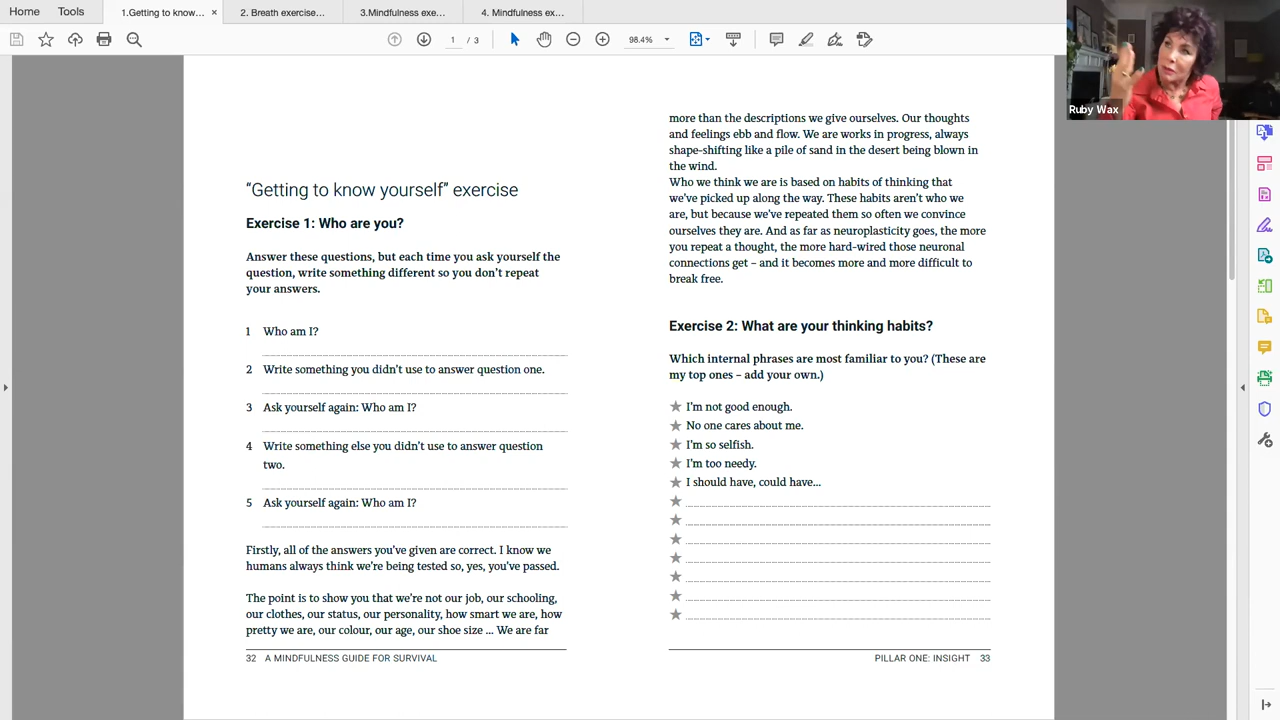 Home
Tools
1.Getting to know...
×
2. Breath exercise...
3.Mindfulness exe...
4. Mindfulness ex...
1 / 3
98.4%
Ruby Wax
"Getting to know yourself" exercise
Exercise 1: Who are you?
Answer these questions, but each time you ask yourself the
question, write something different so you don't repeat
your answers.
1 Who am I?
2 Write something you didn't use to answer question one.
3 Ask yourself again: Who am I?
4 Write something else you didn't use to answer question
two.
5 Ask yourself again: Who am I?
Firstly, all of the answers you've given are correct. I know we
humans always think we're being tested so, yes, you've passed.
The point is to show you that we're not our job, our schooling,
our clothes, our status, our personality, how smart we are, how
pretty we are, our colour, our age, our shoe size ... We are far
32 A MINDFULNESS GUIDE FOR SURVIVAL
more than the descriptions we give ourselves. Our thoughts
and feelings ebb and flow. We are works in progress, always
shape-shifting like a pile of sand in the desert being blown in
the wind.
Who we think we are is based on habits of thinking that
we've picked up along the way. These habits aren't who we
are, but because we've repeated them so often we convince
ourselves they are. And as far as neuroplasticity goes, the more
you repeat a thought, the more hard-wired those neuronal
connections get – and it becomes more and more difficult to
break free.
Exercise 2: What are your thinking habits?
Which internal phrases are most familiar to you? (These are
my top ones – add your own.)
★ I'm not good enough.
★ No one cares about me.
★ I'm so selfish.
★ I'm too needy.
★ I should have, could have...
★
★
★
★
★
★
★
PILLAR ONE: INSIGHT 33